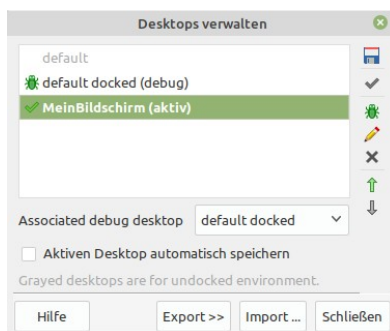 Desktops verwalten
default
default docked (debug)
MeinBildschirm (aktiv)
Associated debug desktop default docked
Aktiven Desktop automatisch speichern
Grayed desktops are for undocked environment.
Hilfe Export >> Import ... Schließen